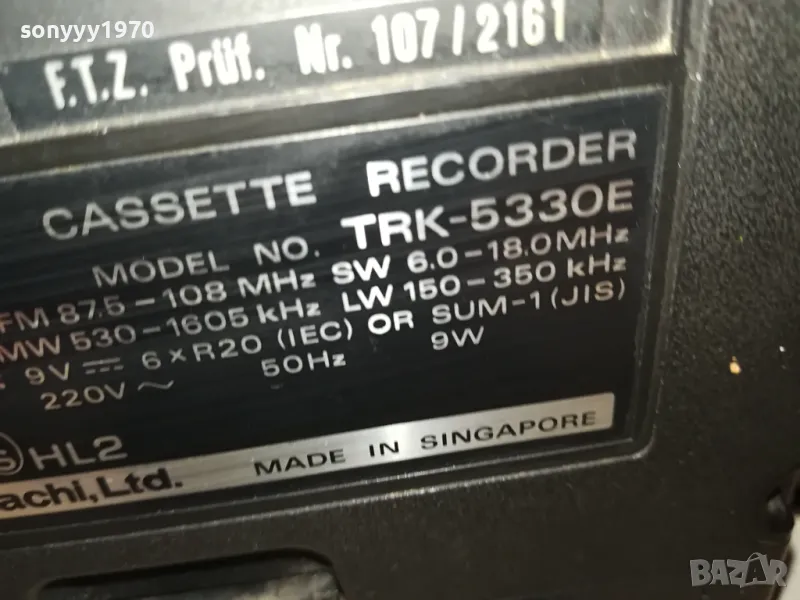 sonyyy1970
F.T.Z. Prüf. Nr. 107/2161
CASSETTE RECORDER
MODEL NO. TRK-5330E
FM 87.5-108 MHz SW 6.0-18.0MHz
MW 530-1605 kHz LW 150-350 kHz
9V 6×R20 (IEC) OR SUM-1 (JIS)
220V ~ 50Hz 9W
S HL2
achi, Ltd. MADE IN SINGAPORE
BAZAR